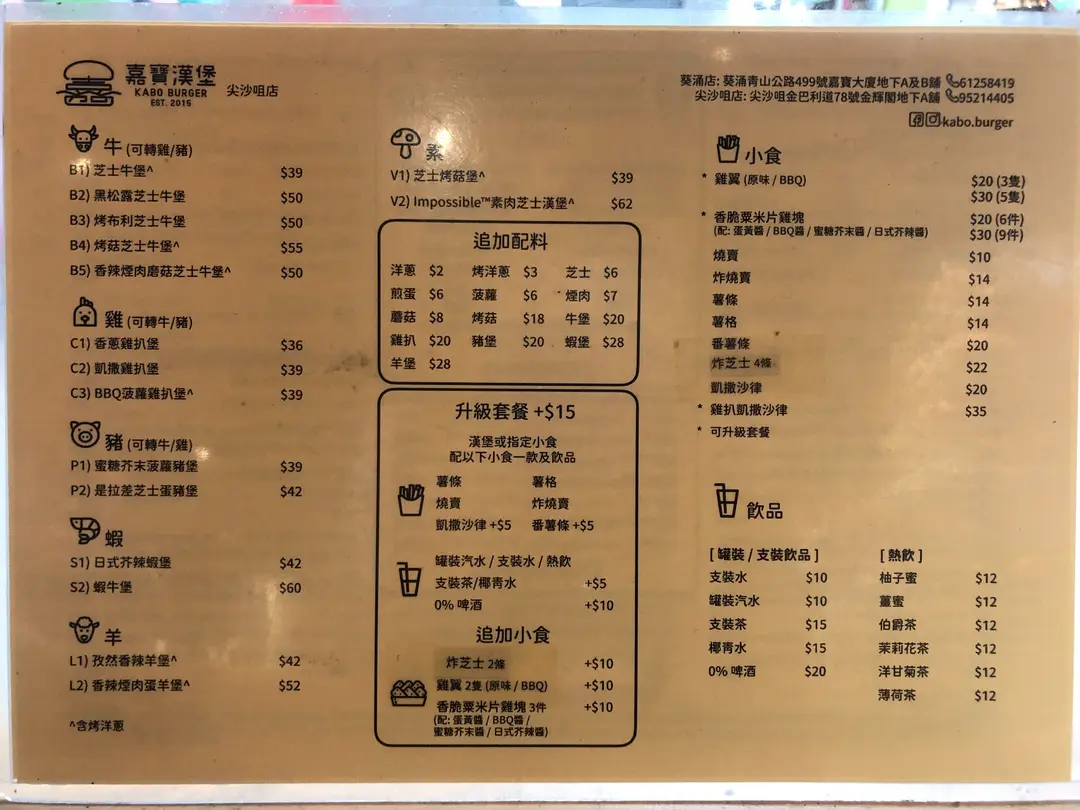 嘉寶漢堡
KABO BURGER
EST. 2015
尖沙咀店
葵涌店: 葵涌青山公路499號嘉寶大廈地下A及B舖 61258419
尖沙咀店: 尖沙咀金巴利道78號金輝閣地下A舖 95214405
kabo.burger
牛 (可轉雞/豬)
B1) 芝士牛堡^ $39
B2) 黑松露芝士牛堡 $50
B3) 烤布利芝士牛堡 $50
B4) 烤菇芝士牛堡^ $55
B5) 香辣煙肉磨菇芝士牛堡^ $50
雞 (可轉牛/豬)
C1) 香蔥雞扒堡 $36
C2) 凱撒雞扒堡 $39
C3) BBQ菠蘿雞扒堡^ $39
豬 (可轉牛/雞)
P1) 蜜糖芥末菠蘿豬堡 $39
P2) 是拉差芝士蛋豬堡 $42
蝦
S1) 日式芥辣蝦堡 $42
S2) 蝦牛堡 $60
羊
L1) 孜然香辣羊堡^ $42
L2) 香辣煙肉蛋羊堡^ $52
^含烤洋蔥
素
V1) 芝士烤菇堡^ $39
V2) Impossible™素肉芝士漢堡^ $62
追加配料
洋蔥 $2 烤洋蔥 $3 芝士 $6
煎蛋 $6 菠蘿 $6 煙肉 $7
蘑菇 $8 烤菇 $18 牛堡 $20
雞扒 $20 豬堡 $20 蝦堡 $28
羊堡 $28
升級套餐 +$15
漢堡或指定小食
配以下小食一款及飲品
薯條 薯格
燒賣 炸燒賣
凱撒沙律 +$5 番薯條 +$5
罐裝汽水 / 支裝水 / 熱飲
支裝茶/椰青水 +$5
0% 啤酒 +$10
追加小食
炸芝士 2條 +$10
雞翼 2隻 (原味 / BBQ) +$10
香脆粟米片雞塊 3件 +$10
(配: 蛋黃醬 / BBQ醬 /
蜜糖芥末醬 / 日式芥辣醬)
小食
* 雞翼 (原味 / BBQ) $20 (3隻)
$30 (5隻)
* 香脆粟米片雞塊 $20 (6件)
(配: 蛋黃醬 / BBQ醬 / 蜜糖芥末醬 / 日式芥辣醬) $30 (9件)
燒賣 $10
炸燒賣 $14
薯條 $14
薯格 $14
番薯條 $20
炸芝士 4條 $22
凱撒沙律 $20
* 雞扒凱撒沙律 $35
* 可升級套餐
飲品
[ 罐裝 / 支裝飲品 ] [ 熱飲 ]
支裝水 $10 柚子蜜 $12
罐裝汽水 $10 薑蜜 $12
支裝茶 $15 伯爵茶 $12
椰青水 $15 茉莉花茶 $12
0% 啤酒 $20 洋甘菊茶 $12
薄荷茶 $12